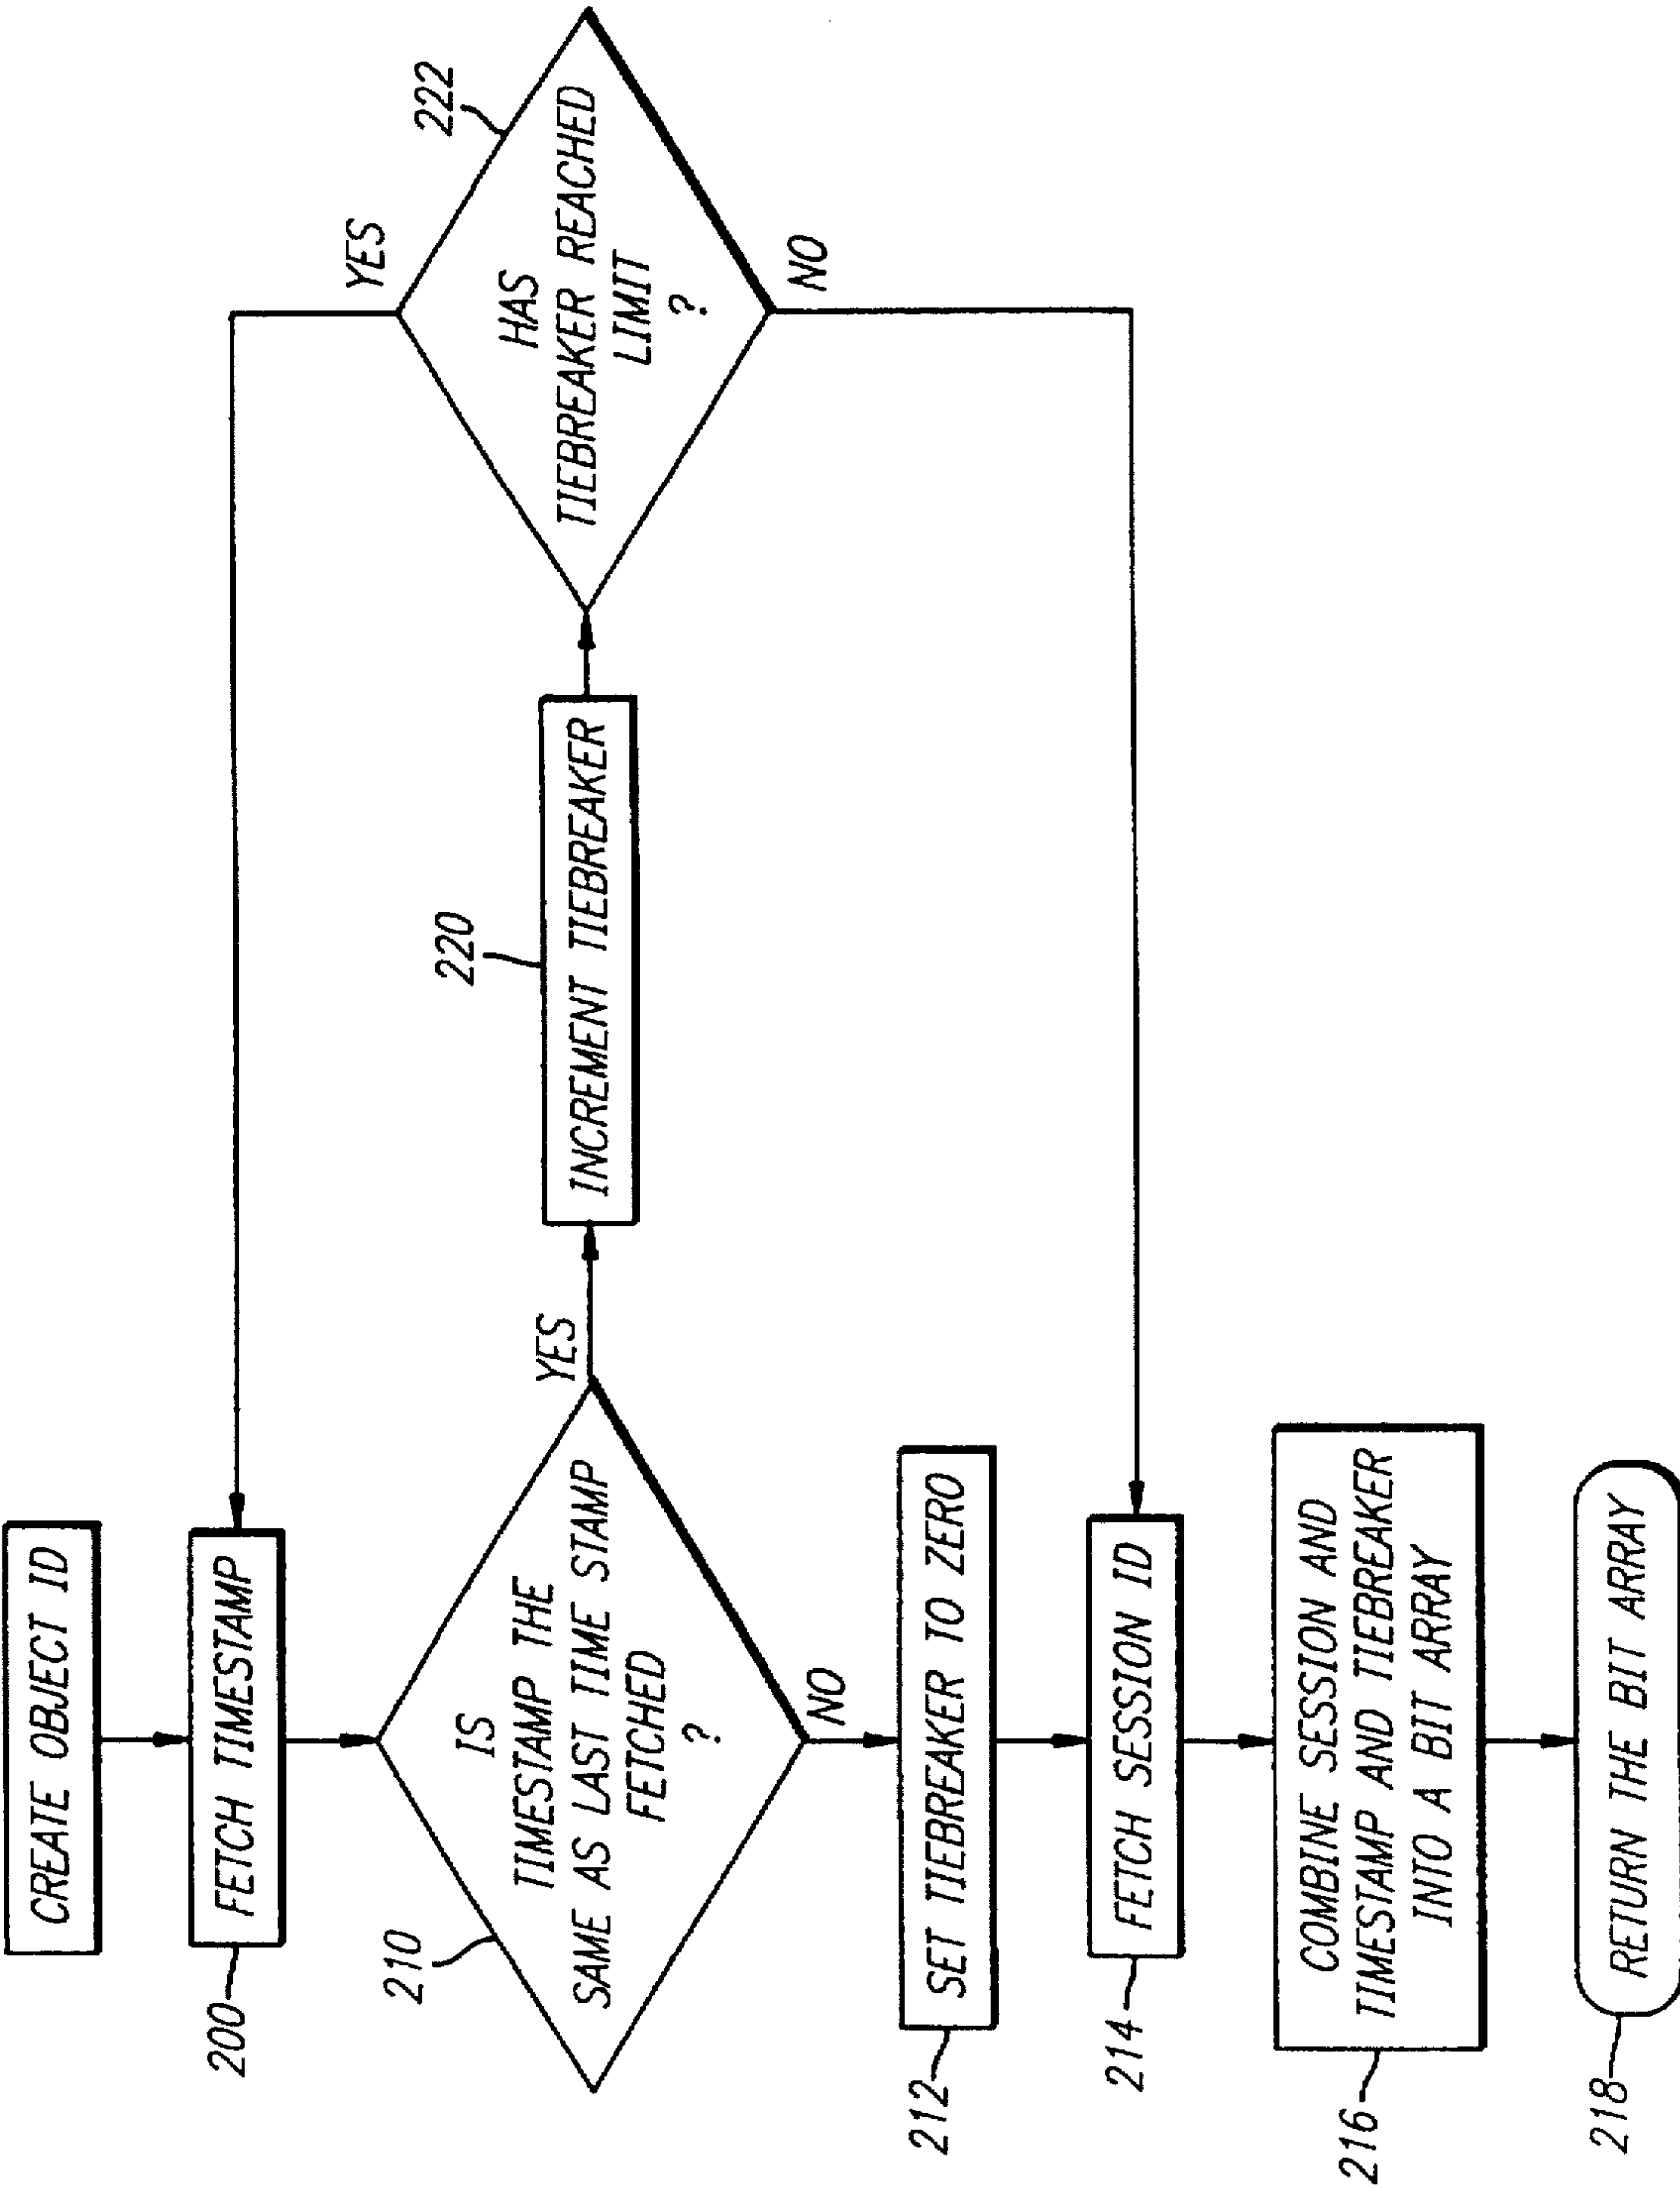 CREATE OBJECT ID
200
FETCH TIMESTAMP
210
IS
TIMESTAMP THE
SAME AS LAST TIME STAMP
FETCHED
?
YES
NO
220
INCREMENT TIEBREAKER
222
HAS
TIEBREAKER REACHED
LIMIT
?
YES
NO
212
SET TIEBREAKER TO ZERO
214
FETCH SESSION ID
216
COMBINE SESSION AND
TIMESTAMP AND TIEBREAKER
INTO A BIT ARRAY
218
RETURN THE BIT ARRAY